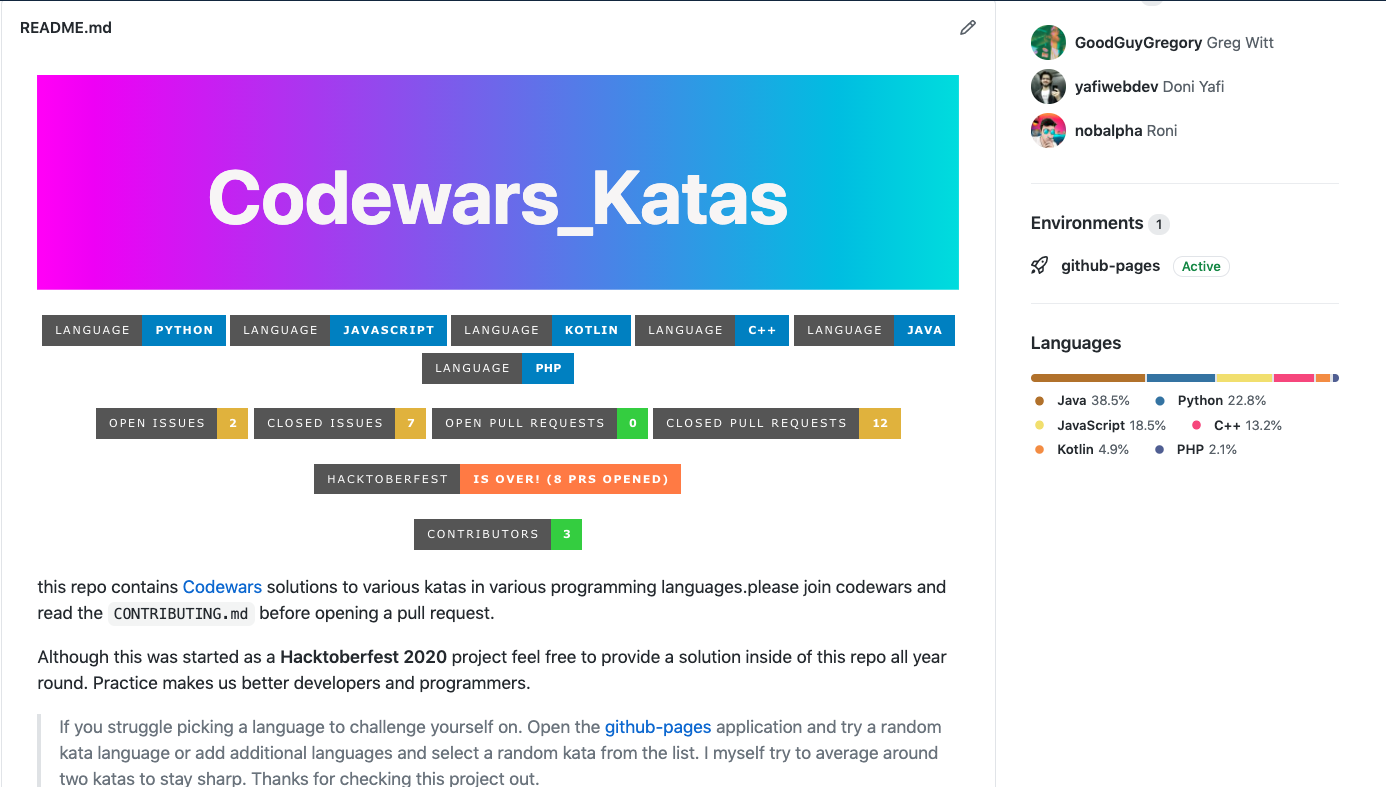 README.md
Codewars_Katas
LANGUAGE PYTHON LANGUAGE JAVASCRIPT LANGUAGE KOTLIN LANGUAGE C++ LANGUAGE JAVA
LANGUAGE PHP
OPEN ISSUES 2 CLOSED ISSUES 7 OPEN PULL REQUESTS 0 CLOSED PULL REQUESTS 12
HACKTOBERFEST IS OVER! (8 PRS OPENED)
CONTRIBUTORS 3
this repo contains Codewars solutions to various katas in various programming languages.please join codewars and
read the CONTRIBUTING.md before opening a pull request.
Although this was started as a Hacktoberfest 2020 project feel free to provide a solution inside of this repo all year
round. Practice makes us better developers and programmers.
If you struggle picking a language to challenge yourself on. Open the github-pages application and try a random
kata language or add additional languages and select a random kata from the list. I myself try to average around
two katas to stay sharp. Thanks for checking this project out.
GoodGuyGregory Greg Witt
yafiwebdev Doni Yafi
nobalpha Roni
Environments 1
github-pages Active
Languages
Java 38.5% Python 22.8%
JavaScript 18.5% C++ 13.2%
Kotlin 4.9% PHP 2.1%